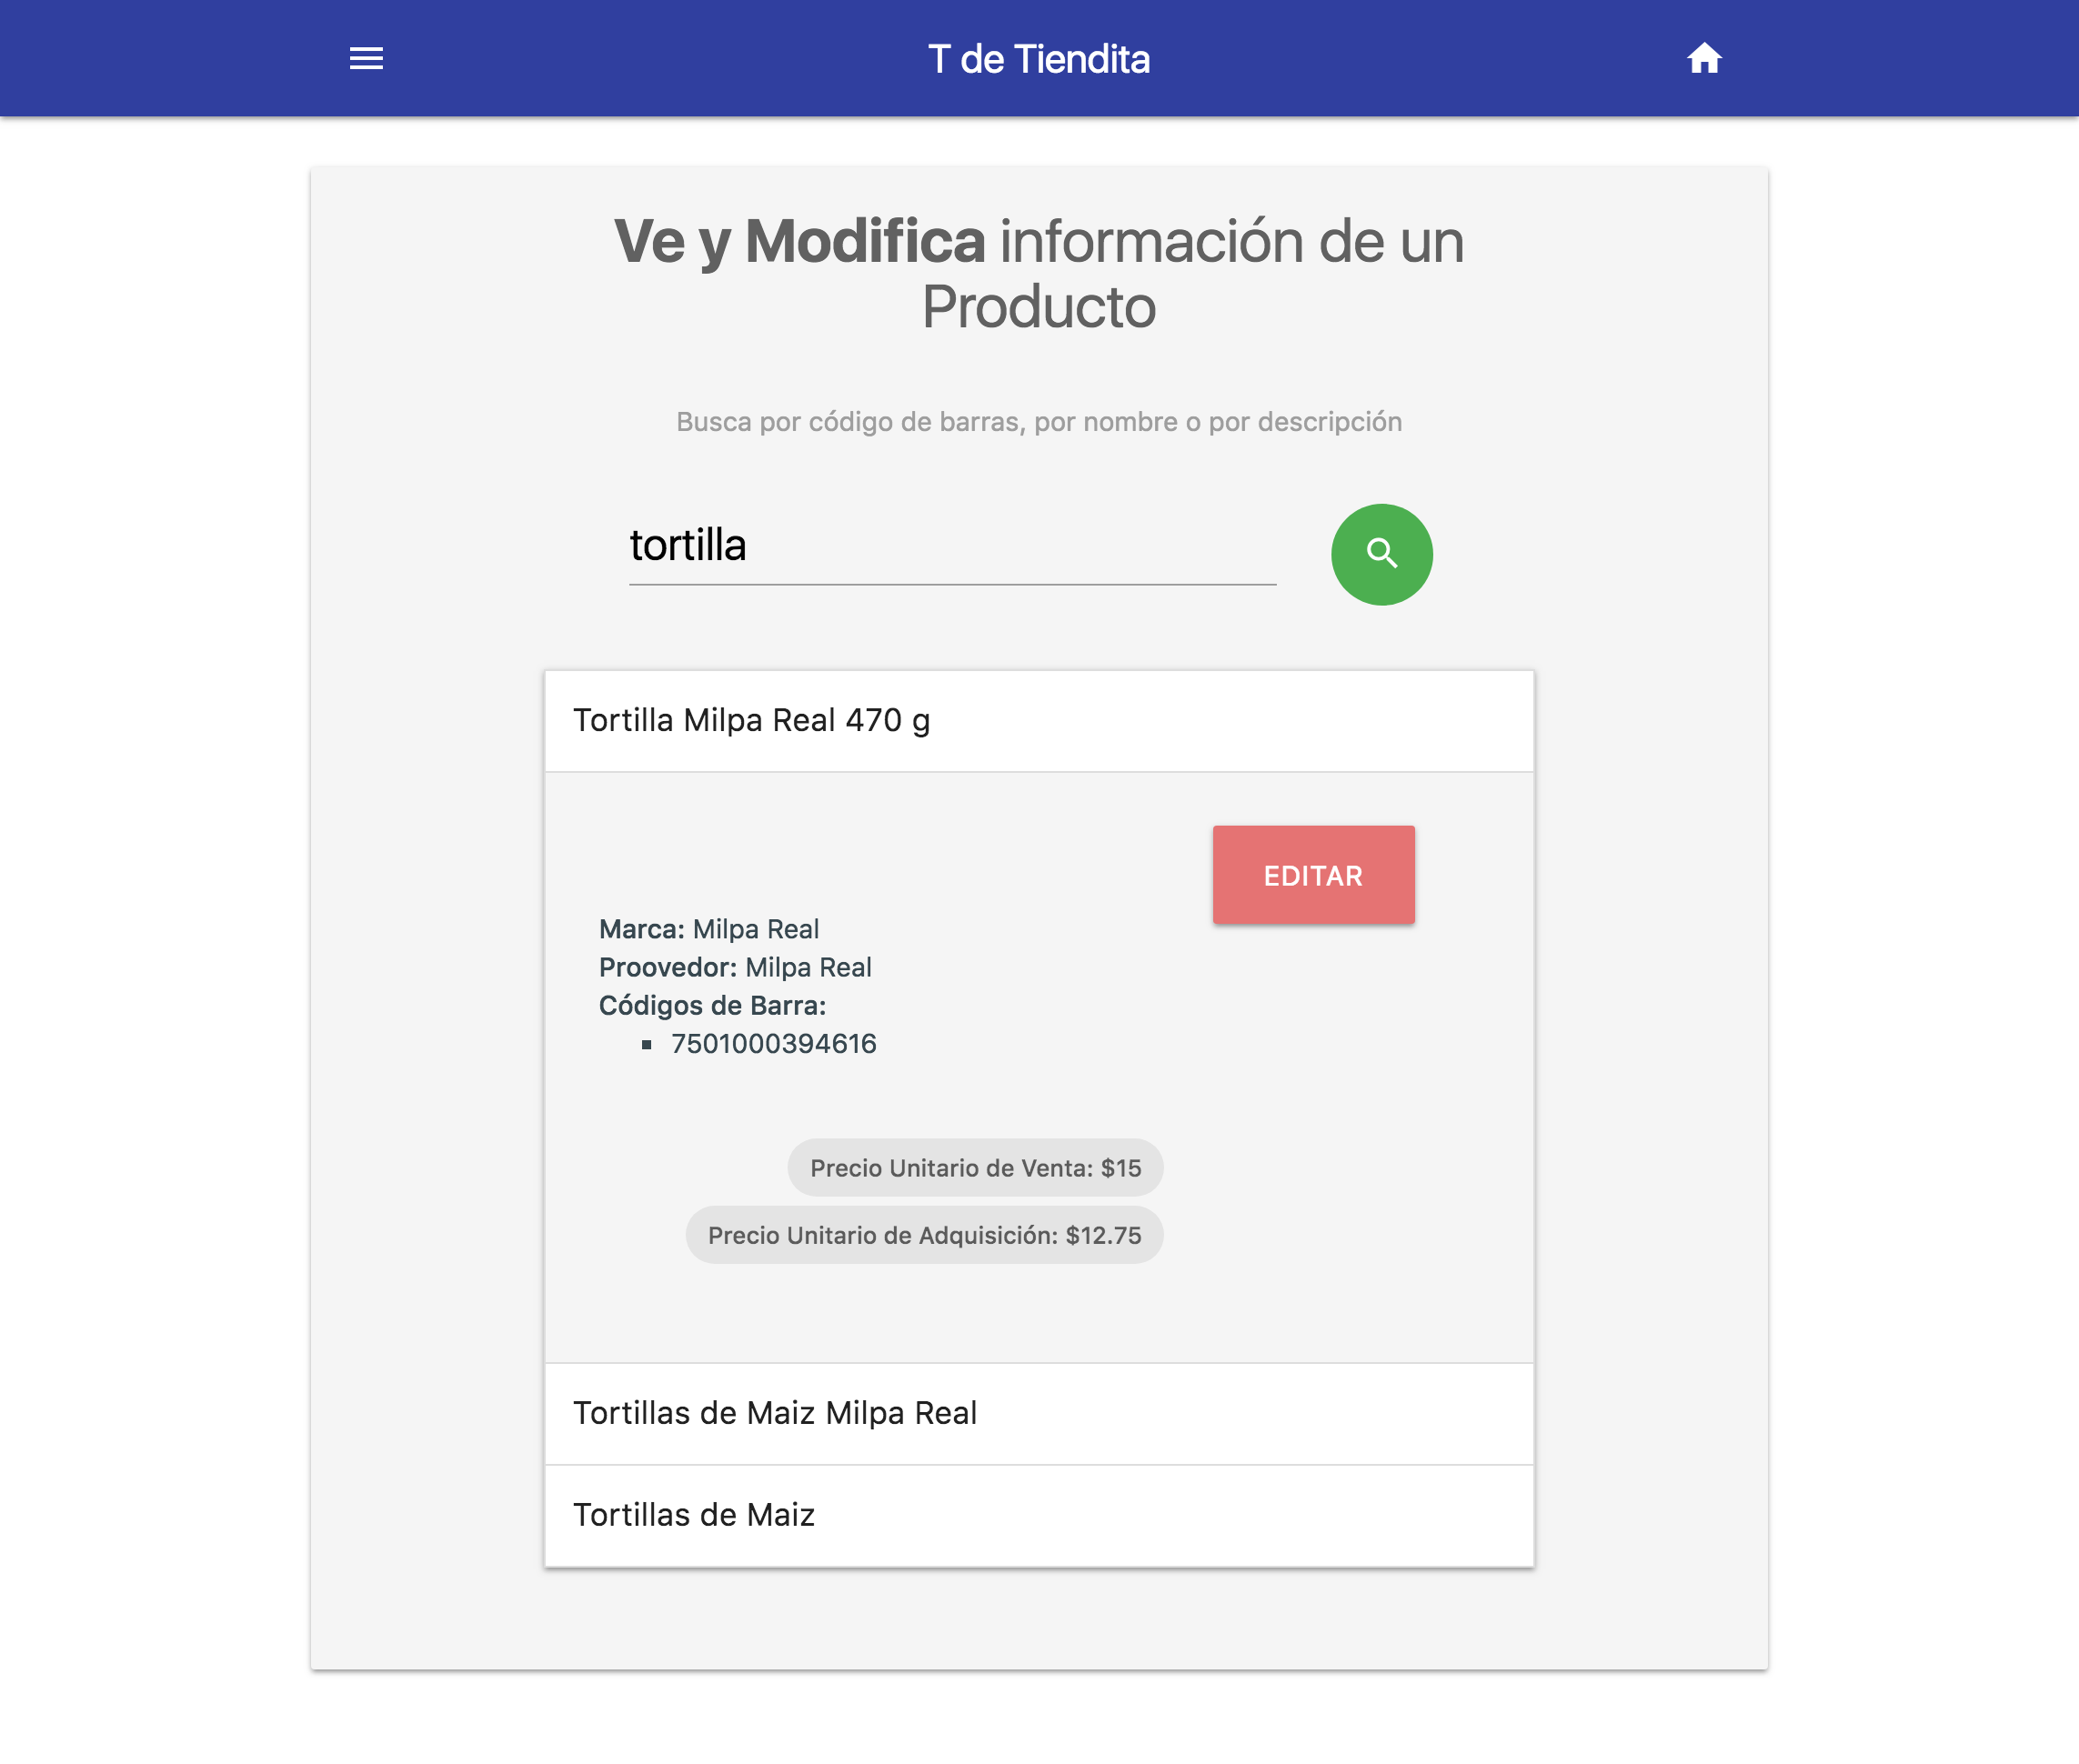 T de Tiendita
Ve y Modifica información de un
Producto
Busca por código de barras, por nombre o por descripción
tortilla
Tortilla Milpa Real 470 g
EDITAR
Marca: Milpa Real
Proovedor: Milpa Real
Códigos de Barra:
▪ 7501000394616
Precio Unitario de Venta: $15
Precio Unitario de Adquisición: $12.75
Tortillas de Maiz Milpa Real
Tortillas de Maiz